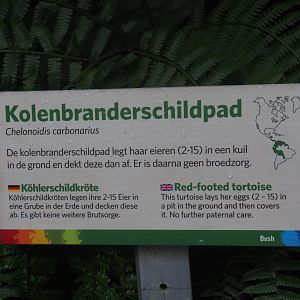 Kolenbranderschildpad
Chelonoidis carbonarius
De kolenbranderschildpad legt haar eieren (2-15) in een kuil
in de grond en dekt deze dan af. Er is daarna geen broedzorg.
Köhlerschildkröte
Köhlerschildkröten legen ihre 2-15 Eier in
eine Grube in der Erde und decken diese
ab. Es gibt keine weitere Brutsorge.
Red-footed tortoise
This turtoise lays her eggs (2 – 15) in
a pit in the ground and then covers
it. No further paternal care.
Bush